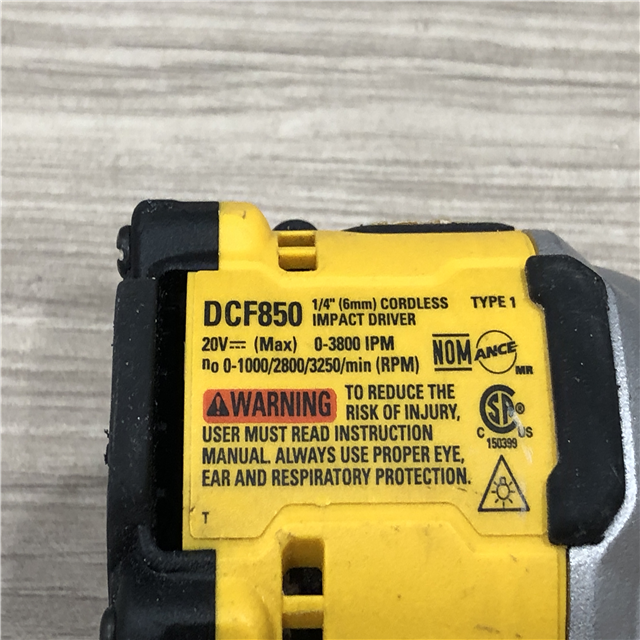 DCF850 1/4" (6mm) CORDLESS IMPACT DRIVER TYPE 1
20V⎓ (Max) 0-3800 IPM
no 0-1000/2800/3250/min (RPM)
NOM ANCE MR
WARNING TO REDUCE THE
RISK OF INJURY,
USER MUST READ INSTRUCTION
MANUAL. ALWAYS USE PROPER EYE,
EAR AND RESPIRATORY PROTECTION.
SA ®
C US
150399
T